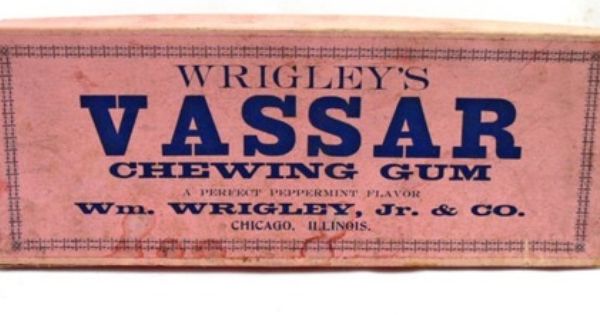 WRIGLEY'S
VASSAR
CHEWING GUM
A PERFECT PEPPERMINT FLAVOR
Wm. WRIGLEY, Jr. & CO.
CHICAGO, ILLINOIS.